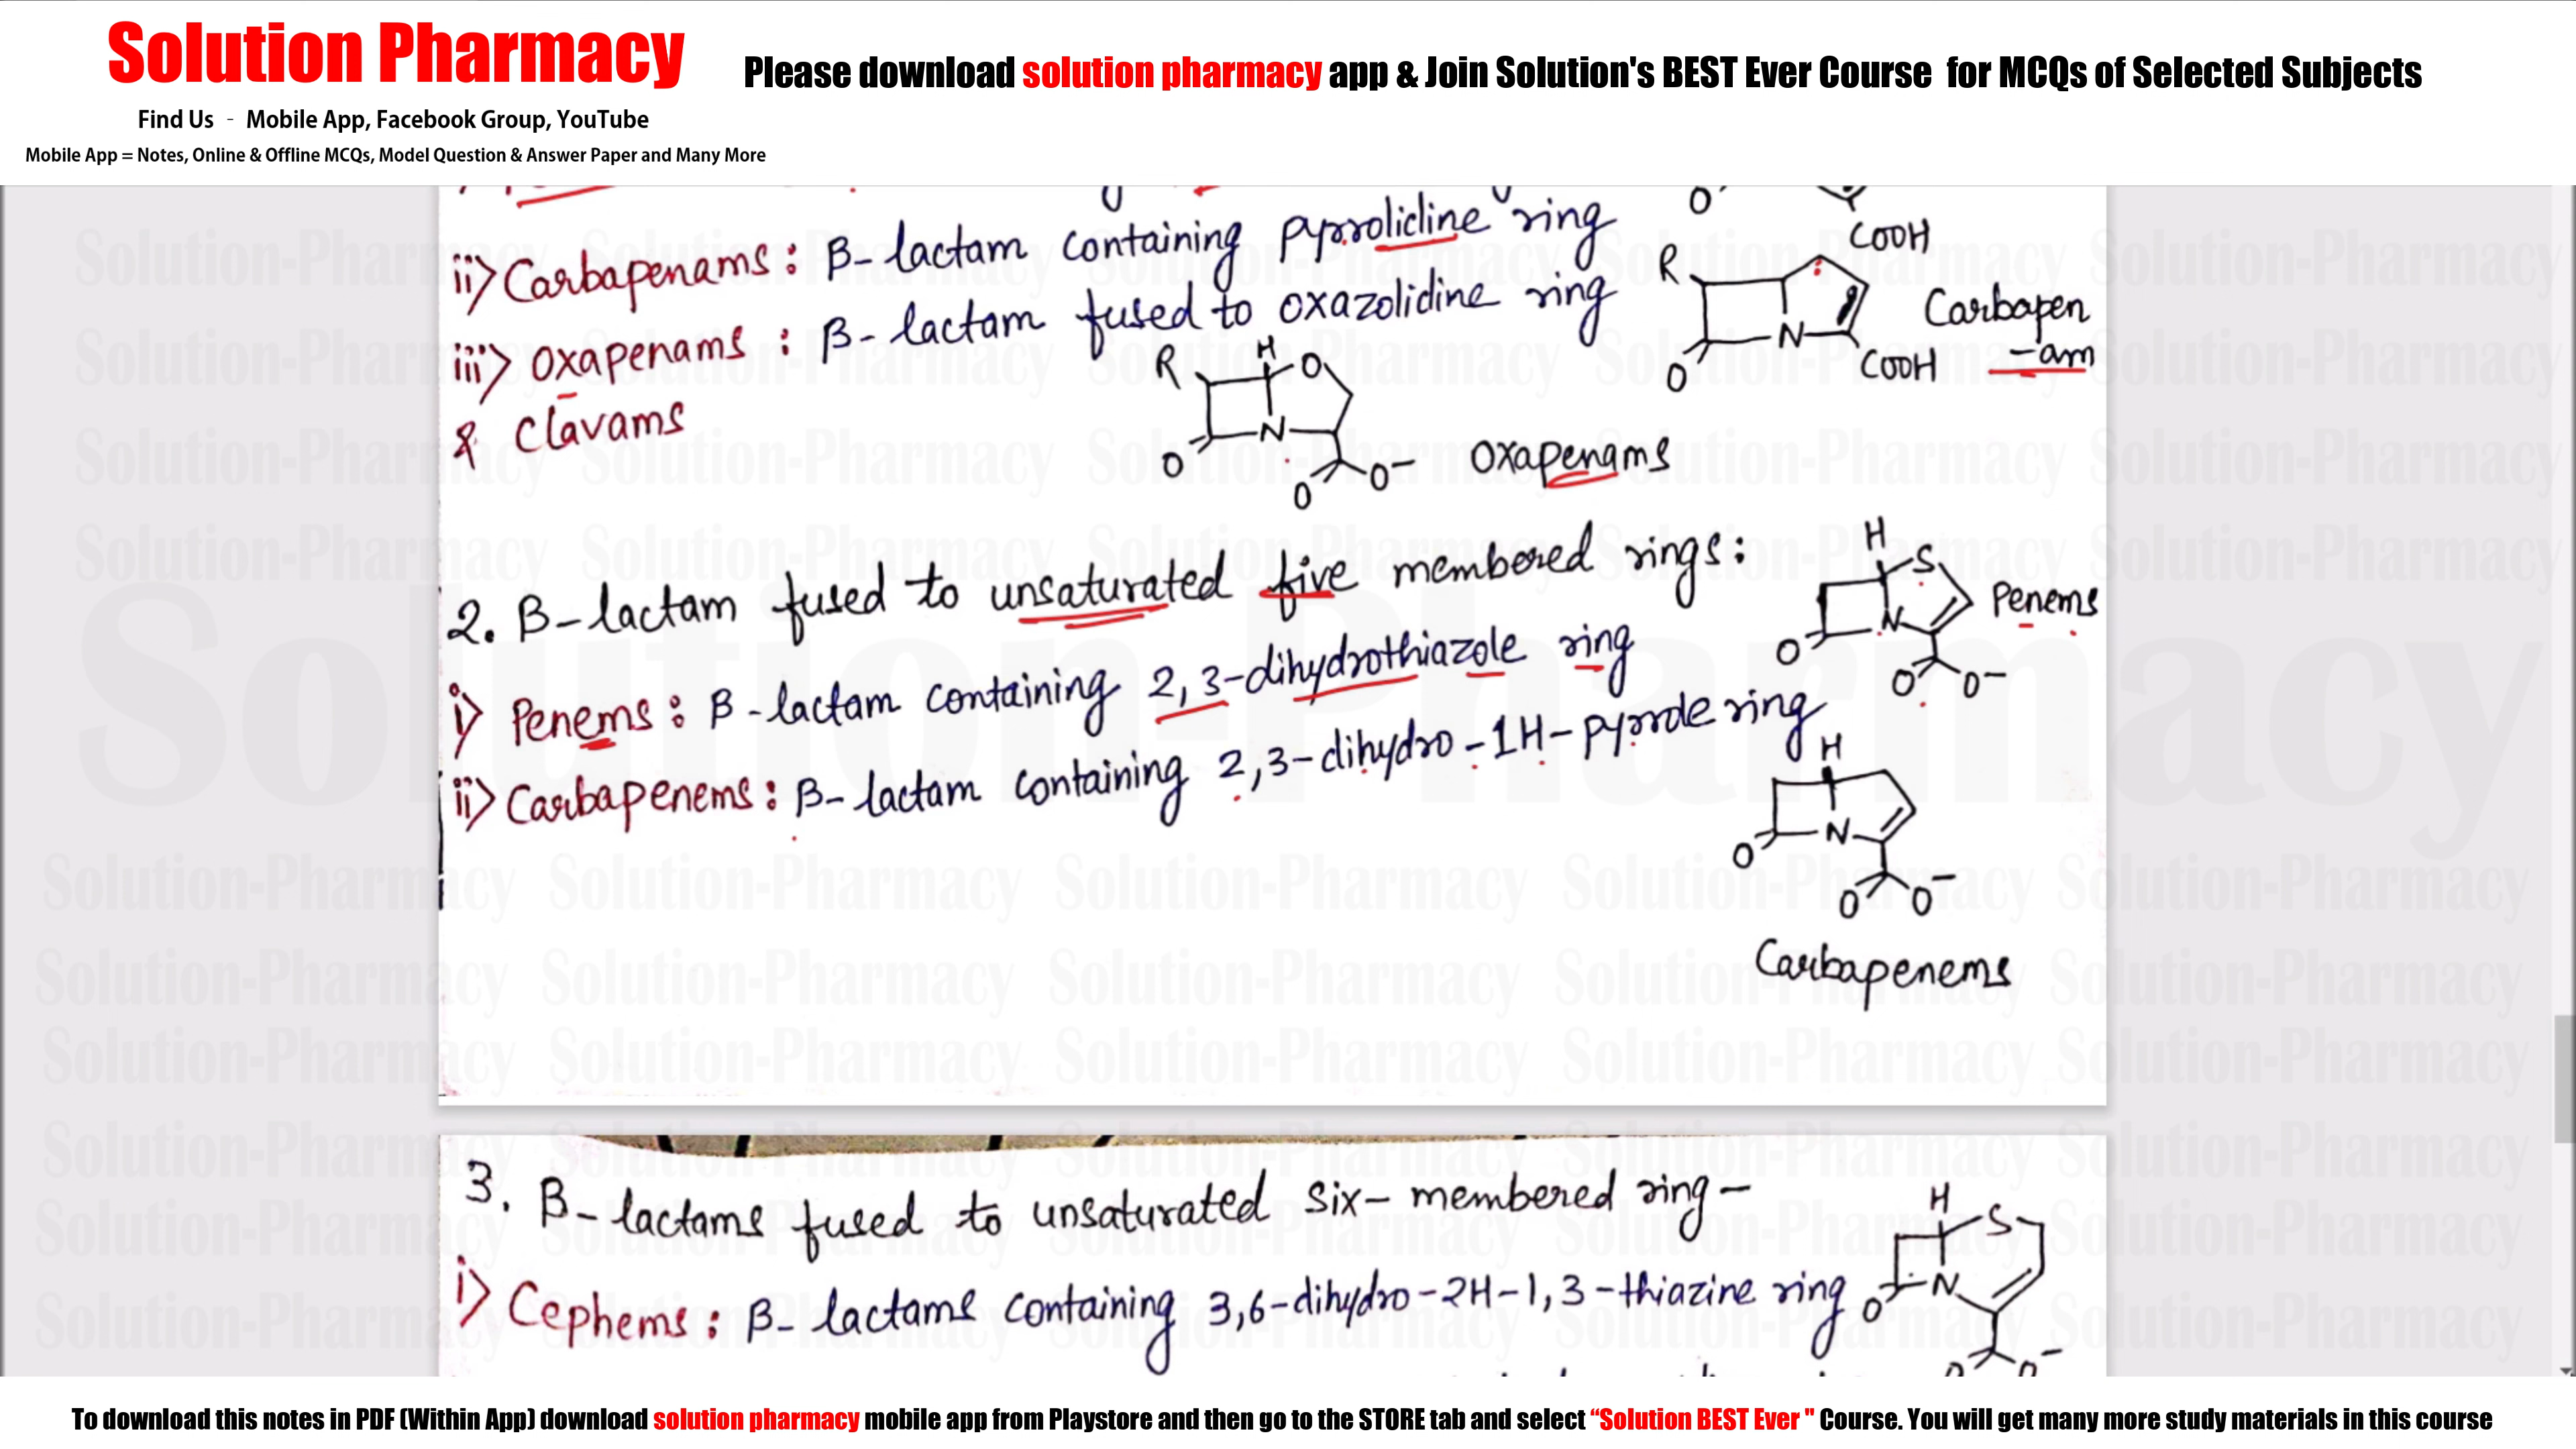 Solution Pharmacy
Please download solution pharmacy app & Join Solution's BEST Ever Course for MCQs of Selected Subjects
Find Us - Mobile App, Facebook Group, YouTube
Mobile App = Notes, Online & Offline MCQs, Model Question & Answer Paper and Many More
O
COOH
ii> Carbapenams : β-lactam containing pyrrolidine ring
R
N
O
COOH
Carbapen
-am
iii> Oxapenams : β-lactam fused to oxazolidine ring
& Clavams
R
H
O
N
O
O
O-
Oxapenams
2. β-lactam fused to unsaturated five membered rings:
H
S
N
O
O
O-
Penems
i> Penems : β-lactam containing 2,3-dihydrothiazole ring
ii> Carbapenems : β-lactam containing 2,3-dihydro-1H-pyrrole ring
H
N
O
O
O-
Carbapenems
3. β-lactams fused to unsaturated six-membered ring-
i> Cephems : β-lactams containing 3,6-dihydro-2H-1,3-thiazine ring
H
S
N
O
To download this notes in PDF (Within App) download solution pharmacy mobile app from Playstore and then go to the STORE tab and select “Solution BEST Ever " Course. You will get many more study materials in this course